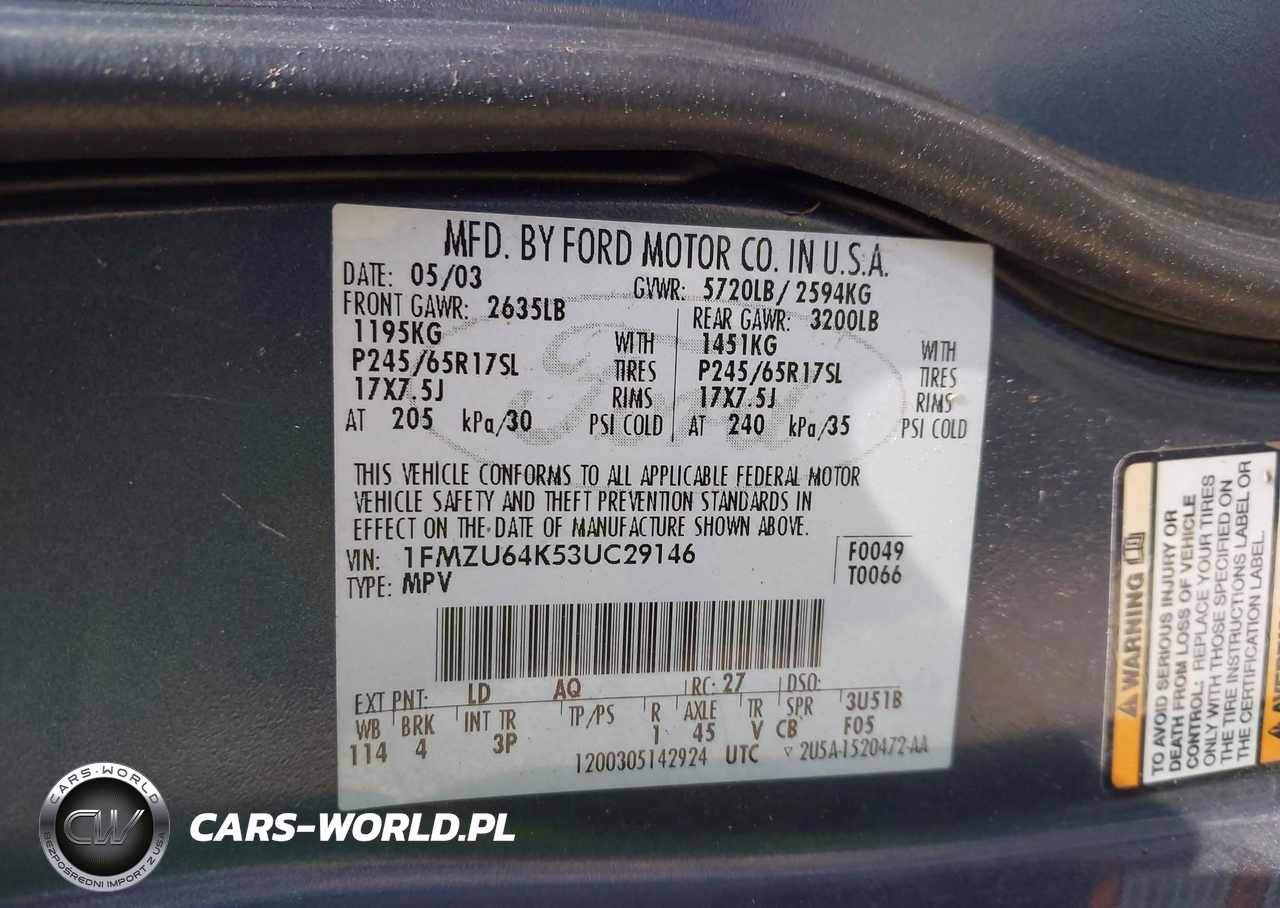 MFD. BY FORD MOTOR CO. IN U.S.A.
DATE: 05/03 GVWR: 5720LB/ 2594KG
FRONT GAWR: 2635LB REAR GAWR: 3200LB
1195KG WITH 1451KG WITH
P245/65R17SL TIRES P245/65R17SL TIRES
17X7.5J RIMS 17X7.5J RIMS
AT 205 kPa/30 PSI COLD AT 240 kPa/35 PSI COLD
THIS VEHICLE CONFORMS TO ALL APPLICABLE FEDERAL MOTOR
VEHICLE SAFETY AND THEFT PREVENTION STANDARDS IN
EFFECT ON THE DATE OF MANUFACTURE SHOWN ABOVE.
VIN: 1FMZU64K53UC29146 F0049
TYPE: MPV T0066
EXT PNT: LD AQ RC: 27 DSO:
WB BRK INT TR TP/PS R AXLE TR SPR 3U51B
114 4 3P 1 45 V CB F05
1200305142924 UTC ▽ 2U5A-1520472-AA
WARNING
TO AVOID SERIOUS INJURY OR
DEATH FROM LOSS OF VEHICLE
CONTROL: REPLACE YOUR TIRES
ONLY WITH THOSE SPECIFIED ON
THE TIRE INSTRUCTIONS LABEL OR
THE CERTIFICATION LABEL.
CARS-WORLD
CW
BEZPOŚREDNI IMPORT Z USA
CARS-WORLD.PL